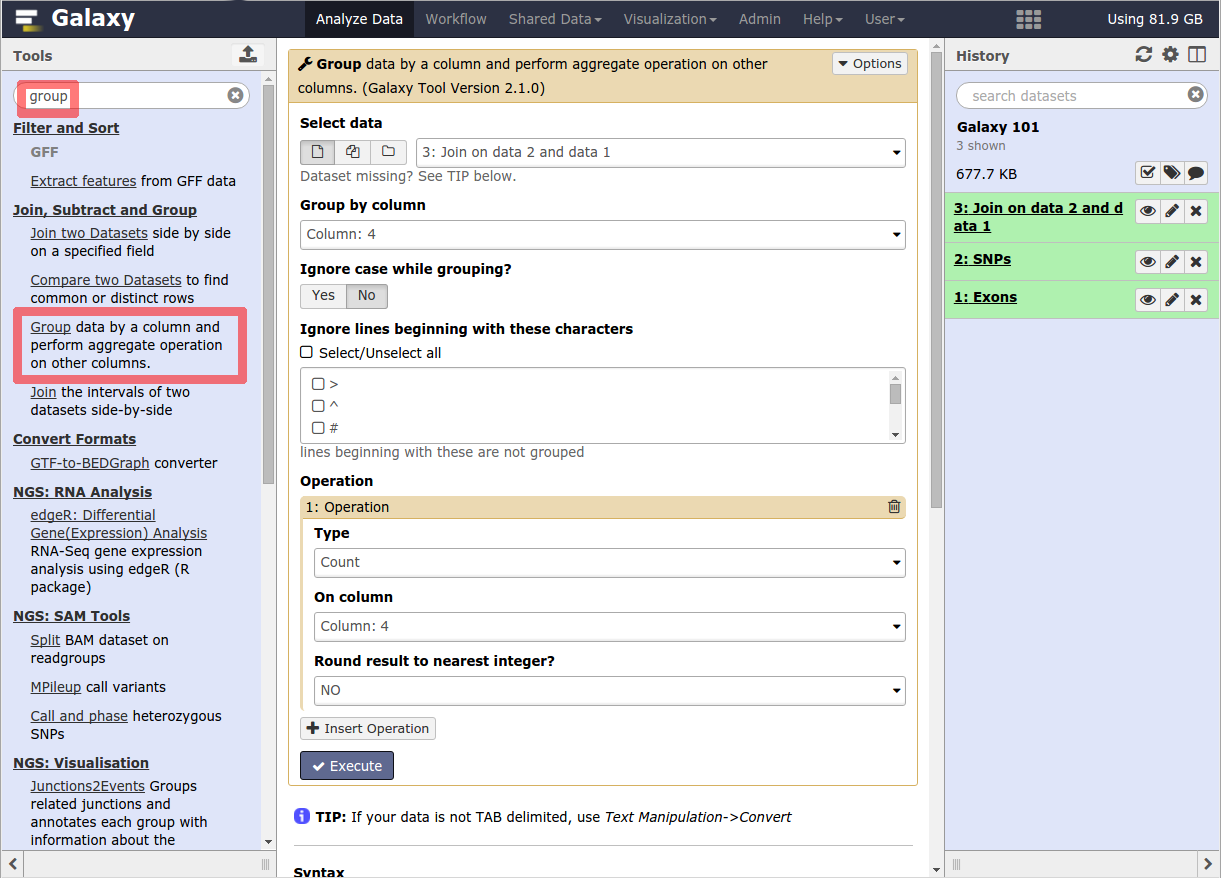 Galaxy
Analyze Data Workflow Shared Data Visualization Admin Help User
Using 81.9 GB
Tools
group
Filter and Sort
GFF
Extract features from GFF data
Join, Subtract and Group
Join two Datasets side by side
on a specified field
Compare two Datasets to find
common or distinct rows
Group data by a column and
perform aggregate operation
on other columns.
Join the intervals of two
datasets side-by-side
Convert Formats
GTF-to-BEDGraph converter
NGS: RNA Analysis
edgeR: Differential
Gene(Expression) Analysis
RNA-Seq gene expression
analysis using edgeR (R
package)
NGS: SAM Tools
Split BAM dataset on
readgroups
MPileup call variants
Call and phase heterozygous
SNPs
NGS: Visualisation
Junctions2Events Groups
related junctions and
annotates each group with
information about the
Group data by a column and perform aggregate operation on other
columns. (Galaxy Tool Version 2.1.0)
Options
Select data
3: Join on data 2 and data 1
Dataset missing? See TIP below.
Group by column
Column: 4
Ignore case while grouping?
Yes No
Ignore lines beginning with these characters
Select/Unselect all
>
^
#
lines beginning with these are not grouped
Operation
1: Operation
Type
Count
On column
Column: 4
Round result to nearest integer?
NO
Insert Operation
Execute
TIP: If your data is not TAB delimited, use Text Manipulation->Convert
Syntax
History
search datasets
Galaxy 101
3 shown
677.7 KB
3: Join on data 2 and d
ata 1
2: SNPs
1: Exons